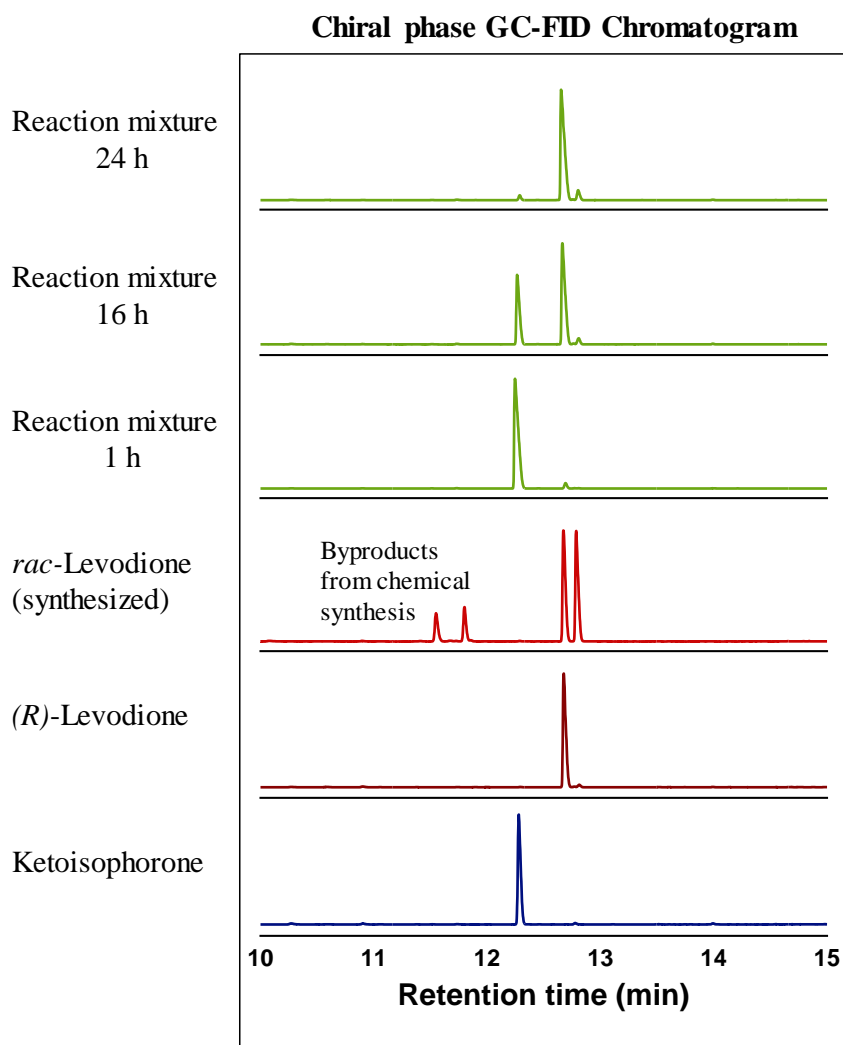 Chiral phase GC-FID Chromatogram
Reaction mixture
24 h
Reaction mixture
16 h
Reaction mixture
1 h
rac-Levodione
(synthesized)
Byproducts
from chemical
synthesis
(R)-Levodione
Ketoisophorone
10 11 12 13 14 15
Retention time (min)